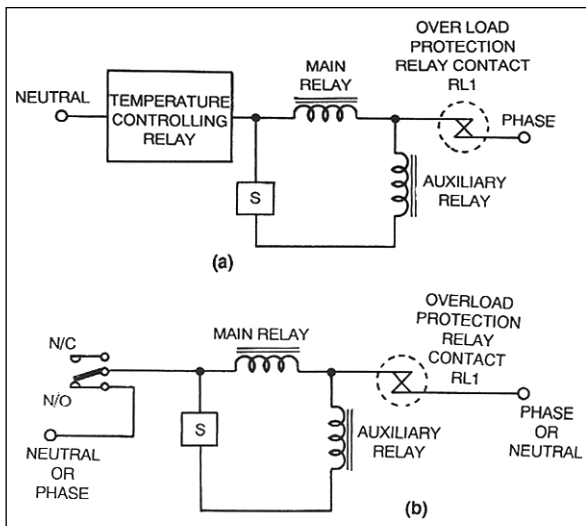 OVER LOAD
PROTECTION
RELAY CONTACT
RL1
MAIN
RELAY
NEUTRAL
TEMPERATURE
CONTROLLING
RELAY
PHASE
S
AUXILIARY
RELAY
(a)
OVERLOAD
PROTECTION
RELAY
CONTACT
RL1
MAIN RELAY
N/C
N/O
S
PHASE
OR
NEUTRAL
AUXILIARY
RELAY
NEUTRAL
OR
PHASE
(b)